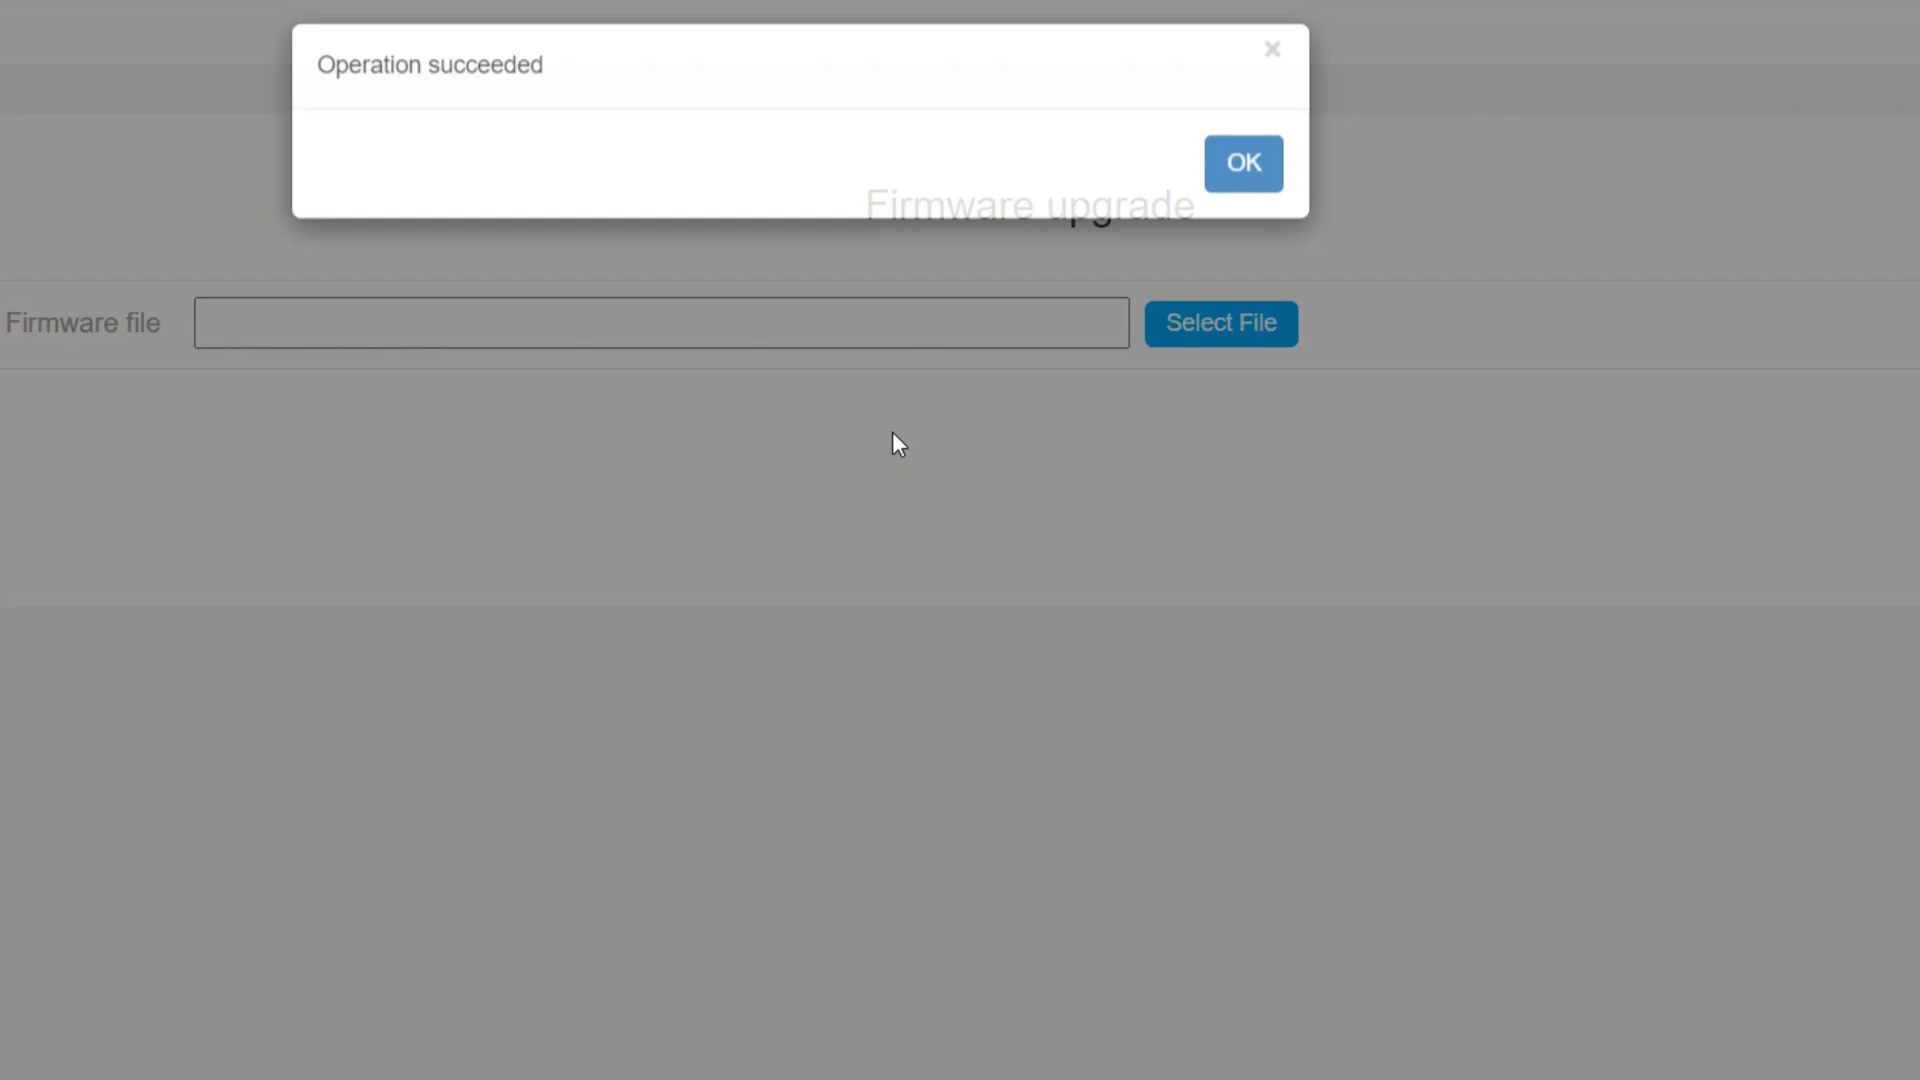 Operation succeeded
×
OK
Firmware upgrade
Firmware file
Select File